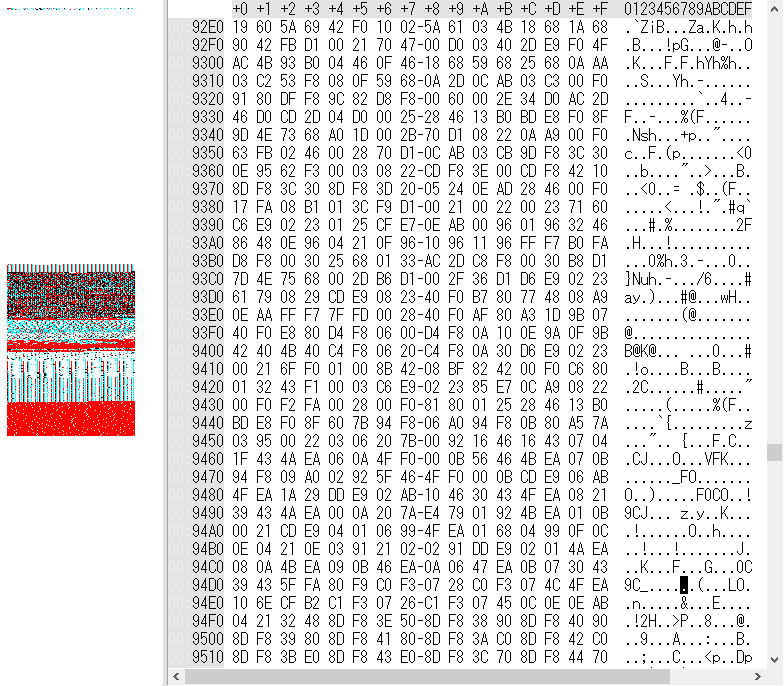 +0 +1 +2 +3 +4 +5 +6 +7 +8 +9 +A +B +C +D +E +F 0123456789ABCDEF
92E0 19 60 5A 69 42 F0 10 02-5A 61 03 4B 18 68 1A 68 .`ZiB...Za.K.h.h
92F0 90 42 FB D1 00 21 70 47-00 D0 03 40 2D E9 F0 4F .B...!pG...@-..O
9300 AC 4B 93 B0 04 46 0F 46-18 68 59 68 25 68 0A AA .K...F.F.hYh%h..
9310 03 C2 53 F8 08 0F 59 68-0A 2D 0C AB 03 C3 00 F0 ..S...Yh.-......
9320 91 80 DF F8 9C 82 D8 F8-00 60 00 2E 34 D0 AC 2D .........`..4..-
9330 46 D0 CD 2D 04 D0 00 25-28 46 13 B0 BD E8 F0 8F F..-...%(F......
9340 9D 4E 73 68 A0 1D 00 2B-70 D1 08 22 0A A9 00 F0 .Nsh...+p.."....
9350 63 FB 02 46 00 28 70 D1-0C AB 03 CB 9D F8 3C 30 c..F.(p.......<0
9360 0E 95 62 F3 00 03 08 22-CD F8 3E 00 CD F8 42 10 ..b...."..>...B.
9370 8D F8 3C 30 8D F8 3D 20-05 24 0E AD 28 46 00 F0 ..<0..= .$..(F..
9380 17 FA 08 B1 01 3C F9 D1-00 21 00 22 00 23 71 60 .....<...!.".#q`
9390 C6 E9 02 23 01 25 CF E7-0E AB 00 96 01 96 32 46 ...#.%........2F
93A0 86 48 0E 96 04 21 0F 96-10 96 11 96 FF F7 B0 FA .H...!..........
93B0 D8 F8 00 30 25 68 01 33-AC 2D C8 F8 00 30 B8 D1 ...0%h.3.-...0..
93C0 7D 4E 75 68 00 2D B6 D1-00 2F 36 D1 D6 E9 02 23 }Nuh.-.../6....#
93D0 61 79 08 29 CD E9 08 23-40 F0 B7 80 77 48 08 A9 ay.)...#@...wH..
93E0 0E AA FF F7 7F FD 00 28-40 F0 AF 80 A3 1D 9B 07 .......(@.......
93F0 40 F0 E8 80 D4 F8 06 00-D4 F8 0A 10 0E 9A 0F 9B @...............
9400 42 40 4B 40 C4 F8 06 20-C4 F8 0A 30 D6 E9 02 23 B@K@... ...0...#
9410 00 21 6F F0 01 00 8B 42-08 BF 82 42 00 F0 C6 80 .!o....B...B....
9420 01 32 43 F1 00 03 C6 E9-02 23 85 E7 0C A9 08 22 .2C......#....."
9430 00 F0 F2 FA 00 28 00 F0-81 80 01 25 28 46 13 B0 .....(.....%(F..
9440 BD E8 F0 8F 60 7B 94 F8-06 A0 94 F8 0B 80 A5 7A ....`{.........z
9450 03 95 00 22 03 06 20 7B-00 92 16 46 16 43 07 04 ...".. {...F.C..
9460 1F 43 4A EA 06 0A 4F F0-00 0B 56 46 4B EA 07 0B .CJ...O...VFK...
9470 94 F8 09 A0 02 92 5F 46-4F F0 00 0B CD E9 06 AB ......_FO.......
9480 4F EA 1A 29 DD E9 02 AB-10 46 30 43 4F EA 08 21 O..).....F0CO..!
9490 39 43 4A EA 00 0A 20 7A-E4 79 01 92 4B EA 01 0B 9CJ... z.y..K...
94A0 00 21 CD E9 04 01 06 99-4F EA 01 68 04 99 0F 0C .!......O..h....
94B0 0E 04 21 0E 03 91 21 02-02 91 DD E9 02 01 4A EA ..!...!.......J.
94C0 08 0A 4B EA 09 0B 46 EA-0A 06 47 EA 0B 07 30 43 ..K...F...G...0C
94D0 39 43 5F FA 80 F9 C0 F3-07 28 C0 F3 07 4C 4F EA 9C_......(...LO.
94E0 10 6E CF B2 C1 F3 07 26-C1 F3 07 45 0C 0E 0E AB .n.....&...E....
94F0 04 21 32 48 8D F8 3E 50-8D F8 38 90 8D F8 40 90 .!2H..>P..8...@.
9500 8D F8 39 80 8D F8 41 80-8D F8 3A C0 8D F8 42 C0 ..9...A...:...B.
9510 8D F8 3B E0 8D F8 43 E0-8D F8 3C 70 8D F8 44 70 ..;...C...<p..Dp